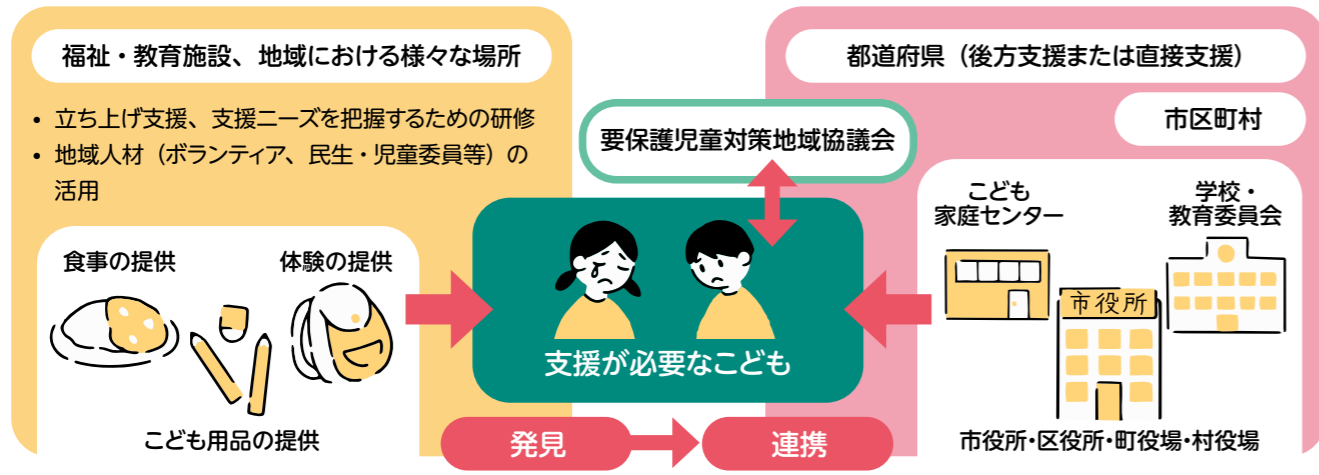 福祉・教育施設、地域における様々な場所
• 立ち上げ支援、支援ニーズを把握するための研修
• 地域人材（ボランティア、民生・児童委員等）の
活用
食事の提供
体験の提供
こども用品の提供
要保護児童対策地域協議会
支援が必要なこども
発見
連携
都道府県（後方支援または直接支援）
市区町村
こども
家庭センター
学校・
教育委員会
市役所
市役所・区役所・町役場・村役場